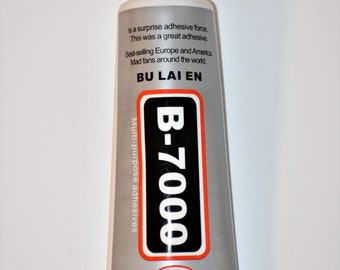 is a surprise adhesive force.
This was a great adhesive.
Best-selling Europe and America.
Mad fans around the world.
BU LAI EN
B-7000
Multi-purpose adhesives